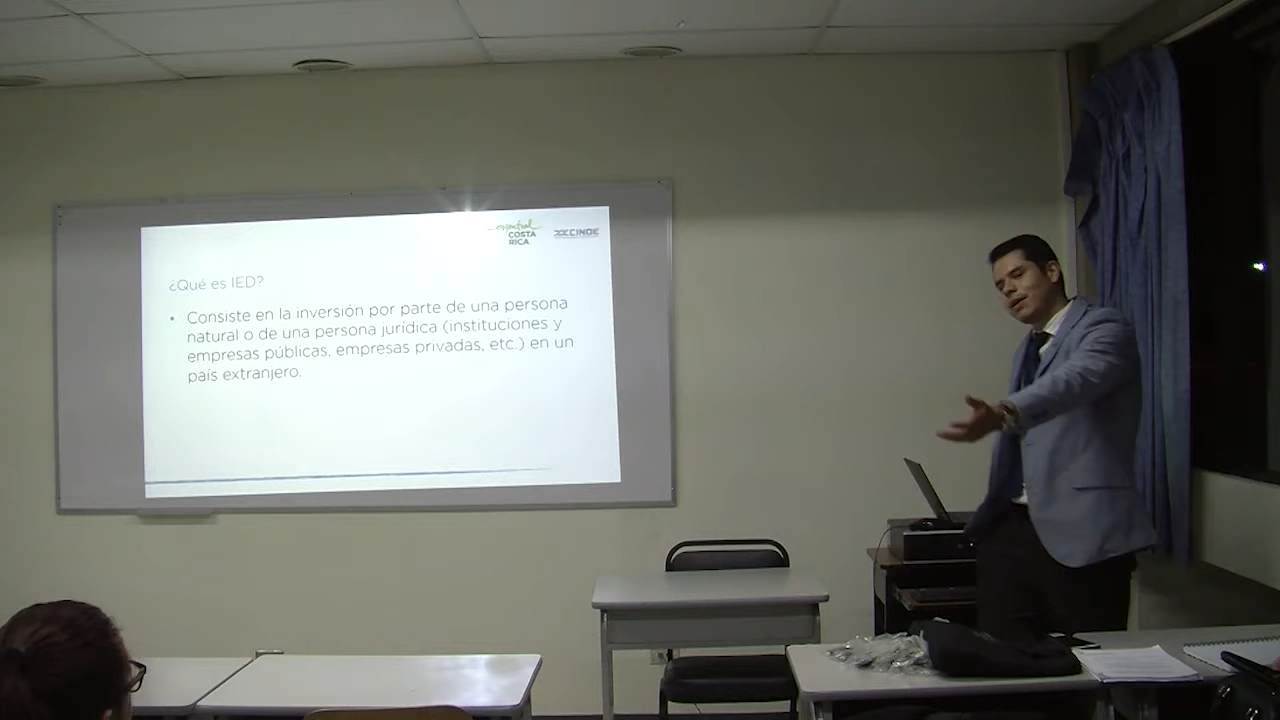 esencial
COSTA
RICA
CINDE
¿Qué es IED?
• Consiste en la inversión por parte de una persona
natural o de una persona jurídica (instituciones y
empresas públicas, empresas privadas, etc.) en un
país extranjero.